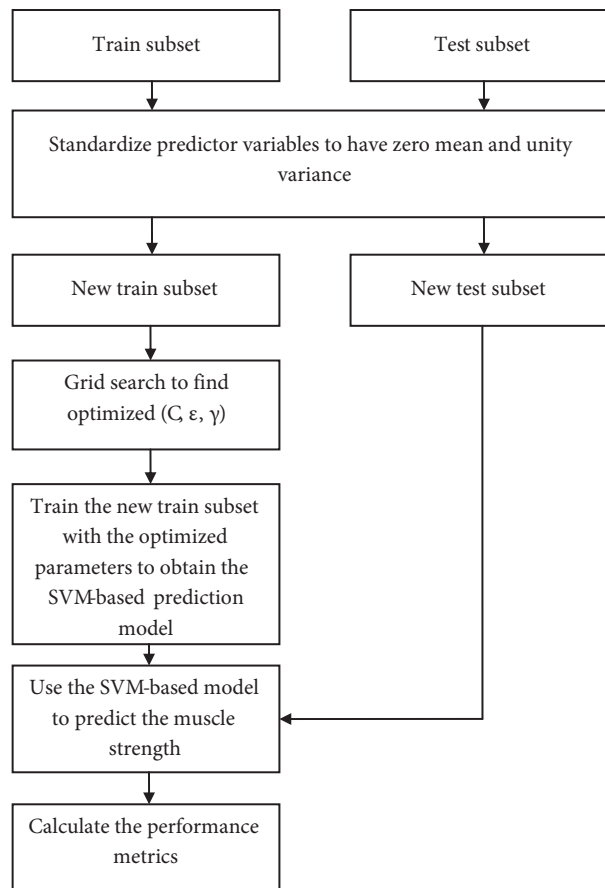 Train subset
Test subset
Standardize predictor variables to have zero mean and unity
variance
New train subset
New test subset
Grid search to find
optimized (C, ε, γ)
Train the new train subset
with the optimized
parameters to obtain the
SVM-based prediction
model
Use the SVM-based model
to predict the muscle
strength
Calculate the performance
metrics